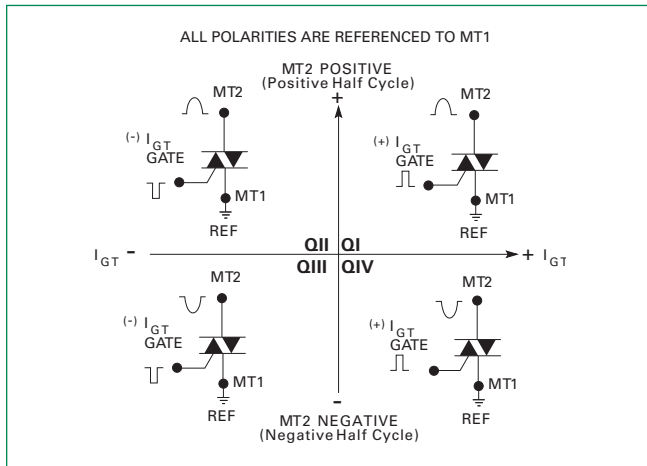 ALL POLARITIES ARE REFERENCED TO MT1
MT2 POSITIVE
(Positive Half Cycle)
+
MT2
(-) IGT
GATE
MT1
REF
MT2
(+) IGT
GATE
MT1
REF
IGT -
QII QI
QIII QIV
+ IGT
MT2
(-) IGT
GATE
MT1
REF
MT2
(+) IGT
GATE
MT1
REF
-
MT2 NEGATIVE
(Negative Half Cycle)